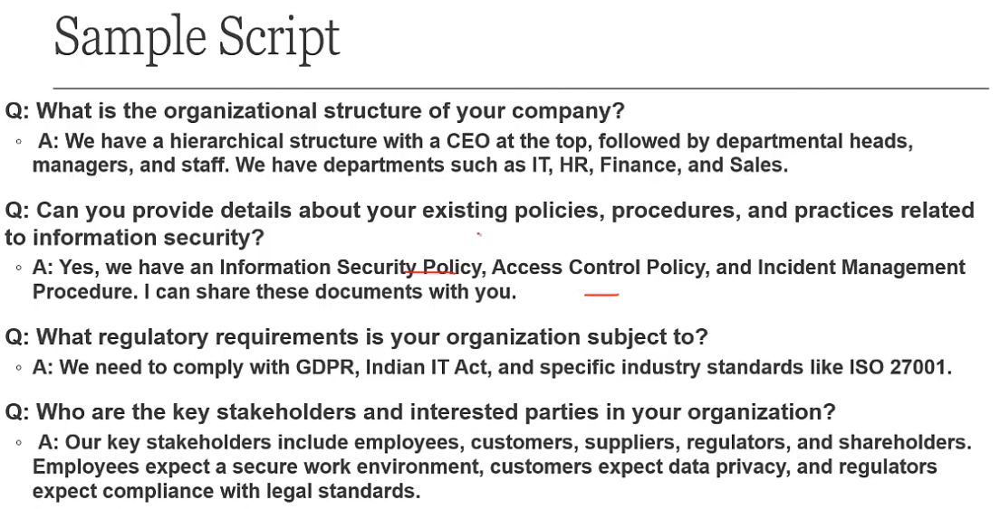 Sample Script
Q: What is the organizational structure of your company?
◦ A: We have a hierarchical structure with a CEO at the top, followed by departmental heads,
managers, and staff. We have departments such as IT, HR, Finance, and Sales.
Q: Can you provide details about your existing policies, procedures, and practices related
to information security?
◦ A: Yes, we have an Information Security Policy, Access Control Policy, and Incident Management
Procedure. I can share these documents with you.
Q: What regulatory requirements is your organization subject to?
◦ A: We need to comply with GDPR, Indian IT Act, and specific industry standards like ISO 27001.
Q: Who are the key stakeholders and interested parties in your organization?
◦ A: Our key stakeholders include employees, customers, suppliers, regulators, and shareholders.
Employees expect a secure work environment, customers expect data privacy, and regulators
expect compliance with legal standards.